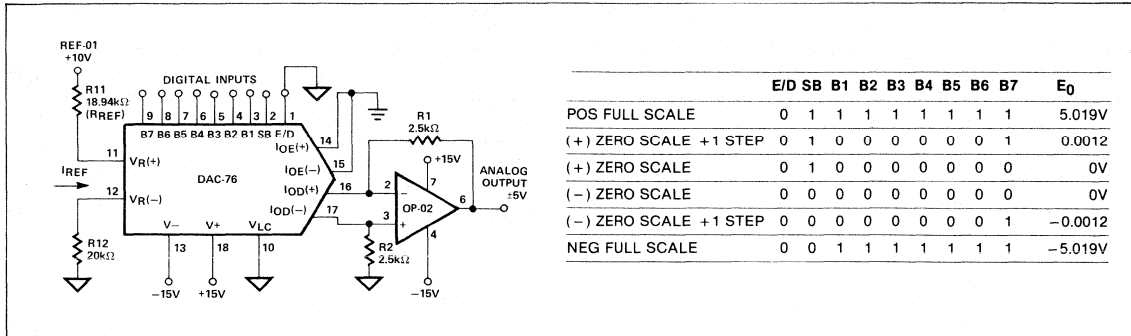 REF-01
+10V
DIGITAL INPUTS
R11
18.94kΩ
(RREF)
9 8 7 6 5 4 3 2 1
B7 B6 B5 B4 B3 B2 B1 SB E/D
IOE(+) 14
IOE(−) 15
IOD(+) 16
IOD(−) 17
11 VR(+)
IREF
12 VR(−)
DAC-76
V− V+ VLC
13 18 10
R12
20kΩ
−15V +15V
R1
2.5kΩ
+15V
7
2 −
OP-02
3 +
6
4
R2
2.5kΩ
−15V
ANALOG
OUTPUT
±5V
E/D SB B1 B2 B3 B4 B5 B6 B7 E0
POS FULL SCALE 0 1 1 1 1 1 1 1 1 5.019V
(+) ZERO SCALE +1 STEP 0 1 0 0 0 0 0 0 1 0.0012
(+) ZERO SCALE 0 1 0 0 0 0 0 0 0 0V
(−) ZERO SCALE 0 0 0 0 0 0 0 0 0 0V
(−) ZERO SCALE +1 STEP 0 0 0 0 0 0 0 0 1 −0.0012
NEG FULL SCALE 0 0 1 1 1 1 1 1 1 −5.019V